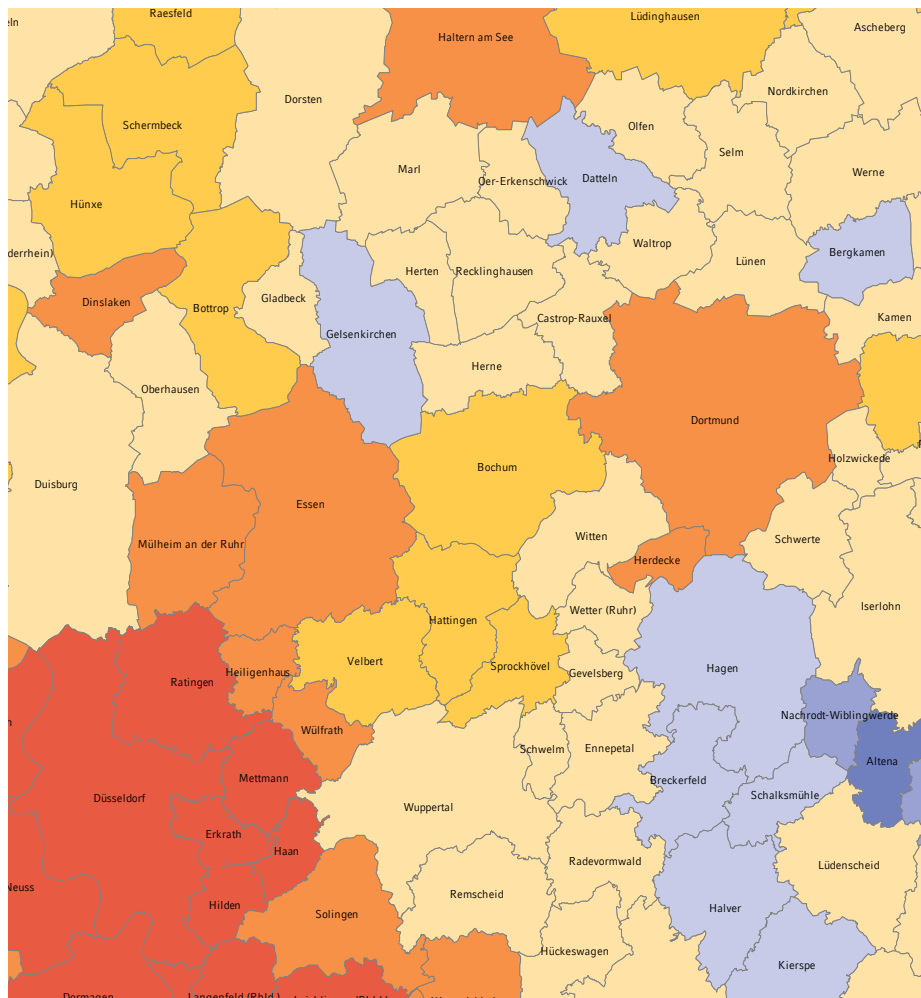 Raesfeld
Lüdinghausen
eln
Ascheberg
Haltern am See
Nordkirchen
Dorsten
Schermbeck
Olfen
Selm
Marl
Werne
Oer-Erkenschwick
Datteln
Hünxe
Waltrop
derrhein)
Bergkamen
Lünen
Herten
Recklinghausen
Dinslaken
Gladbeck
Bottrop
Castrop-Rauxel
Kamen
Gelsenkirchen
Herne
Oberhausen
Dortmund
Holzwickede
Bochum
Duisburg
Essen
Witten
Schwerte
Mülheim an der Ruhr
Herdecke
Iserlohn
Wetter (Ruhr)
Hattingen
Velbert
Sprockhövel
Hagen
Heiligenhaus
Gevelsberg
Ratingen
Nachrodt-Wiblingwerde
n
Wülfrath
Schwelm
Ennepetal
Altena
Mettmann
Breckerfeld
Düsseldorf
Schalksmühle
Wuppertal
Erkrath
Haan
Radevormwald
Lüdenscheid
Neuss
Remscheid
Hilden
Halver
Solingen
Hückeswagen
Kierspe
Dormagen
Langenfeld (Rhld.)